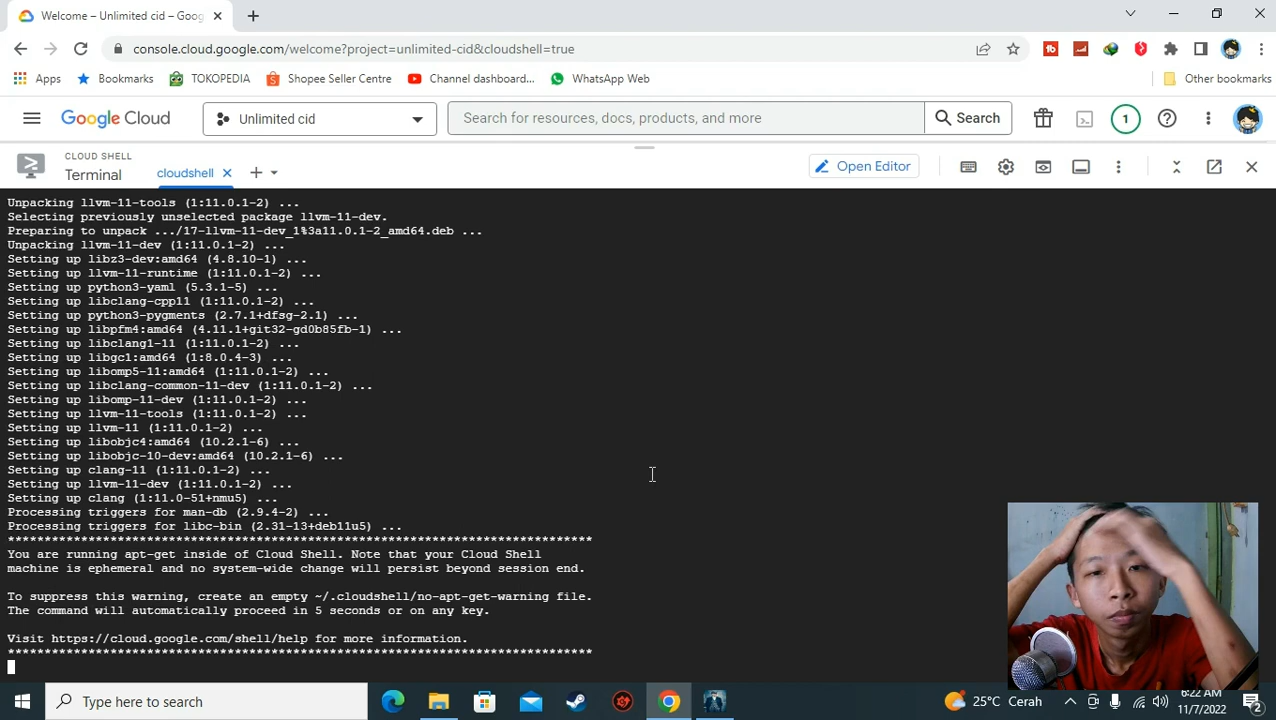 Welcome – Unlimited cid – Goog
console.cloud.google.com/welcome?project=unlimited-cid&cloudshell=true
Apps
Bookmarks
TOKOPEDIA
Shopee Seller Centre
Channel dashboard...
WhatsApp Web
Other bookmarks
Google Cloud
Unlimited cid
Search for resources, docs, products, and more
Search
1
CLOUD SHELL
Terminal
cloudshell
Open Editor
Unpacking llvm-11-tools (1:11.0.1-2) ...
Selecting previously unselected package llvm-11-dev.
Preparing to unpack .../17-llvm-11-dev_1%3a11.0.1-2_amd64.deb ...
Unpacking llvm-11-dev (1:11.0.1-2) ...
Setting up libz3-dev:amd64 (4.8.10-1) ...
Setting up llvm-11-runtime (1:11.0.1-2) ...
Setting up python3-yaml (5.3.1-5) ...
Setting up libclang-cpp11 (1:11.0.1-2) ...
Setting up python3-pygments (2.7.1+dfsg-2.1) ...
Setting up libpfm4:amd64 (4.11.1+git32-gd0b85fb-1) ...
Setting up libclang1-11 (1:11.0.1-2) ...
Setting up libgc1:amd64 (1:8.0.4-3) ...
Setting up libomp5-11:amd64 (1:11.0.1-2) ...
Setting up libclang-common-11-dev (1:11.0.1-2) ...
Setting up libomp-11-dev (1:11.0.1-2) ...
Setting up llvm-11-tools (1:11.0.1-2) ...
Setting up llvm-11 (1:11.0.1-2) ...
Setting up libobjc4:amd64 (10.2.1-6) ...
Setting up libobjc-10-dev:amd64 (10.2.1-6) ...
Setting up clang-11 (1:11.0.1-2) ...
Setting up llvm-11-dev (1:11.0.1-2) ...
Setting up clang (1:11.0-51+nmu5) ...
Processing triggers for man-db (2.9.4-2) ...
Processing triggers for libc-bin (2.31-13+deb11u5) ...
********************************************************************************
You are running apt-get inside of Cloud Shell. Note that your Cloud Shell
machine is ephemeral and no system-wide change will persist beyond session end.
To suppress this warning, create an empty ~/.cloudshell/no-apt-get-warning file.
The command will automatically proceed in 5 seconds or on any key.
Visit https://cloud.google.com/shell/help for more information.
********************************************************************************
Type here to search
25°C Cerah
6:22 AM
11/7/2022
2